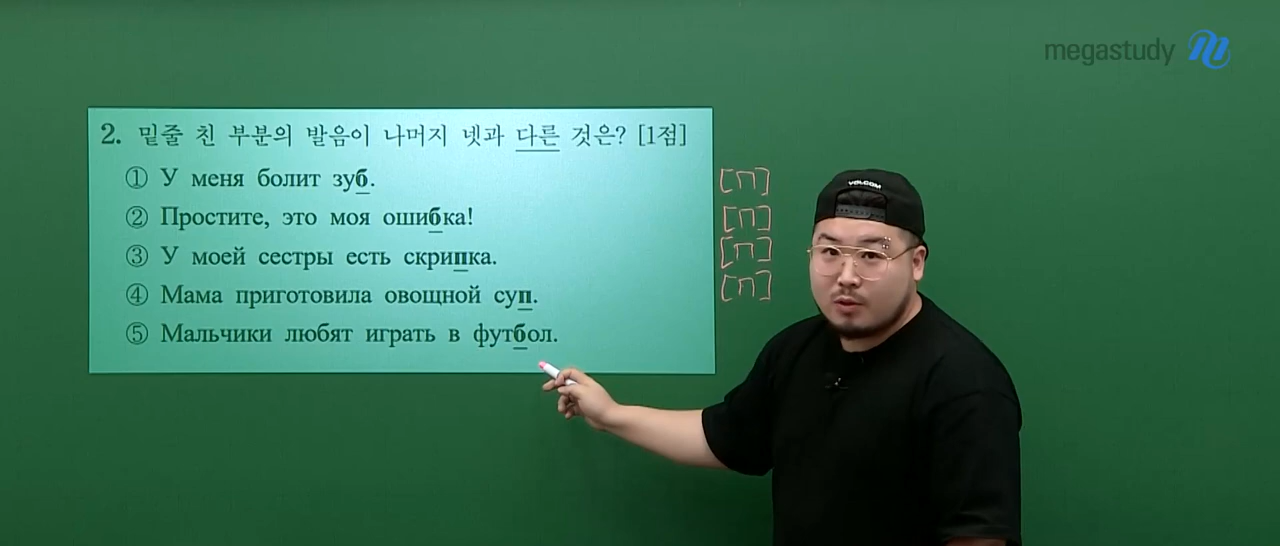 megastudy
2. 밑줄 친 부분의 발음이 나머지 넷과 다른 것은? [1점]
① У меня болит зуб. [п]
② Простите, это моя ошибка! [п]
③ У моей сестры есть скрипка. [п]
④ Мама приготовила овощной суп. [п]
⑤ Мальчики любят играть в футбол.
VOLCOM